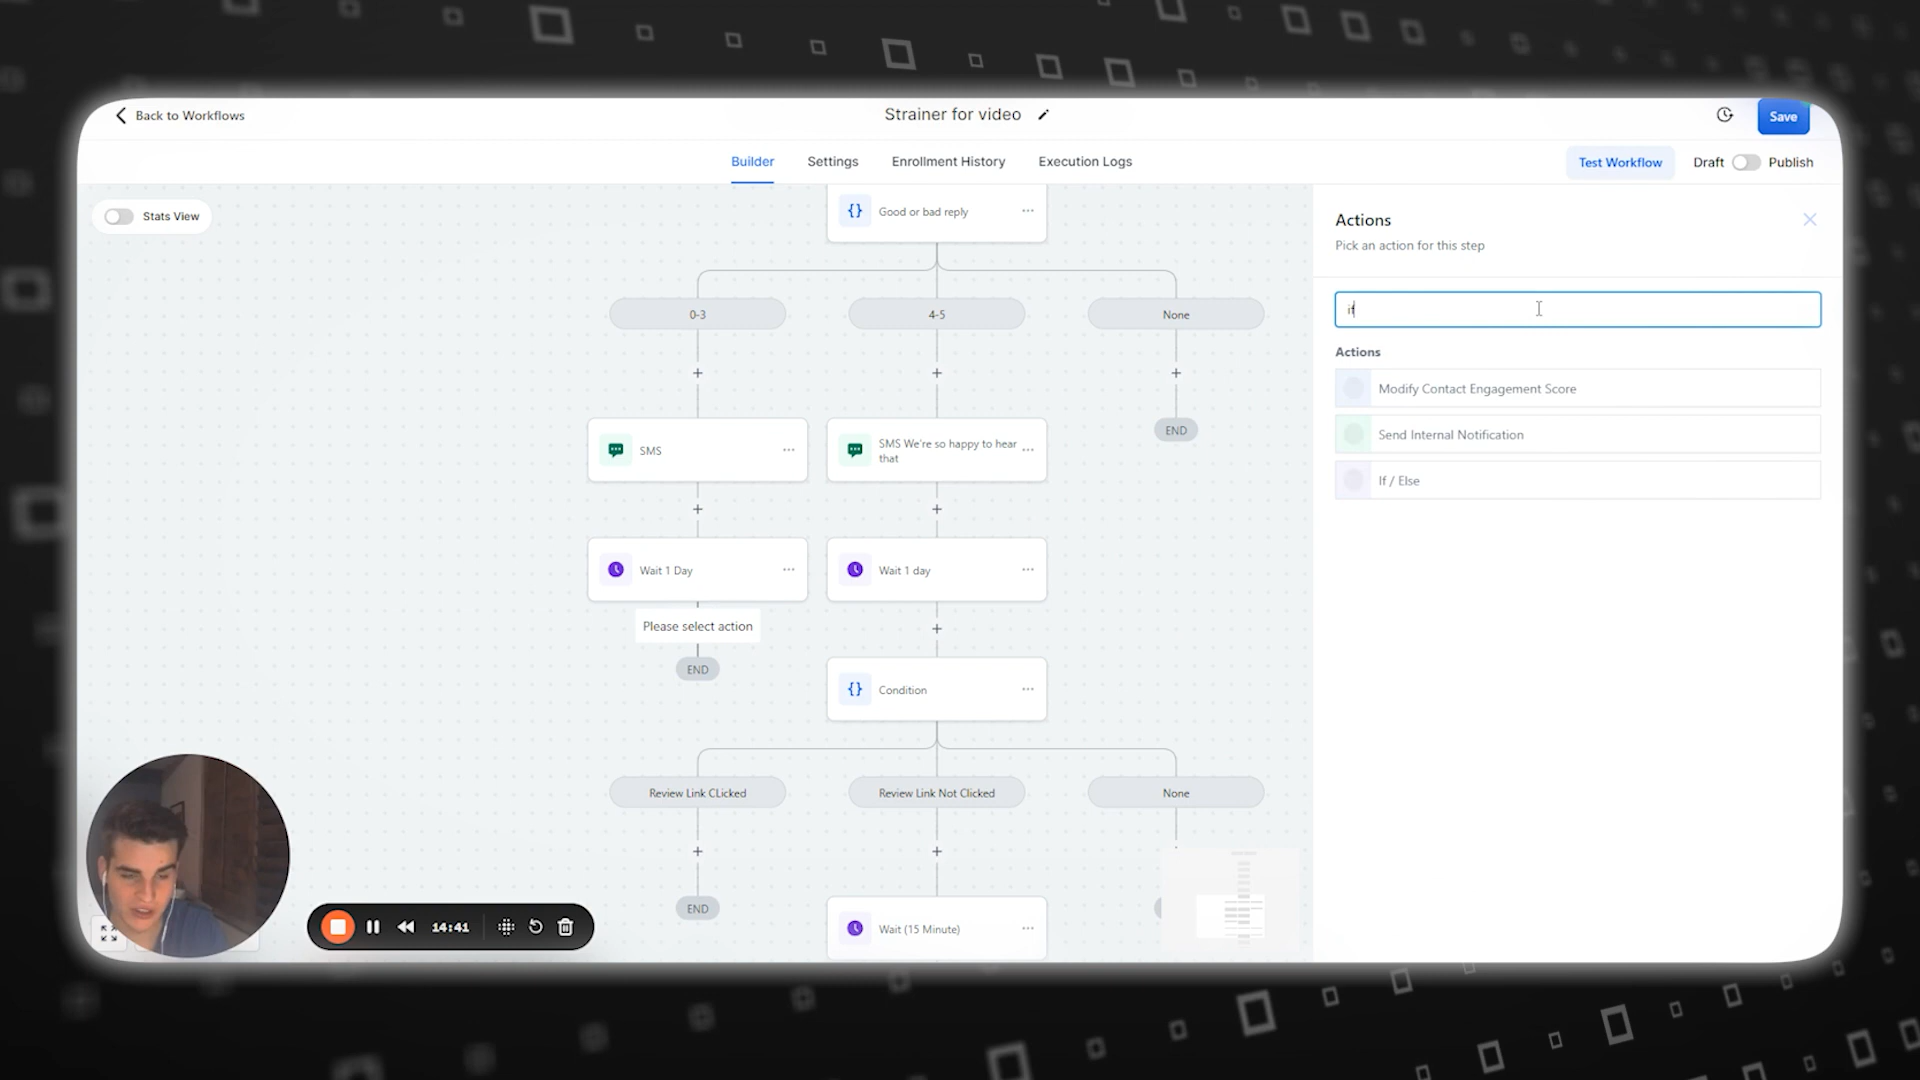 Back to Workflows
Strainer for video
Save
Builder
Settings
Enrollment History
Execution Logs
Test Workflow
Draft
Publish
Stats View
Good or bad reply
0-3
4-5
None
SMS
SMS We're so happy to hear
that
END
Wait 1 Day
Wait 1 day
Please select action
END
Condition
Review Link CLicked
Review Link Not Clicked
None
END
Wait (15 Minute)
14:41
Actions
Pick an action for this step
if
Actions
Modify Contact Engagement Score
Send Internal Notification
If / Else